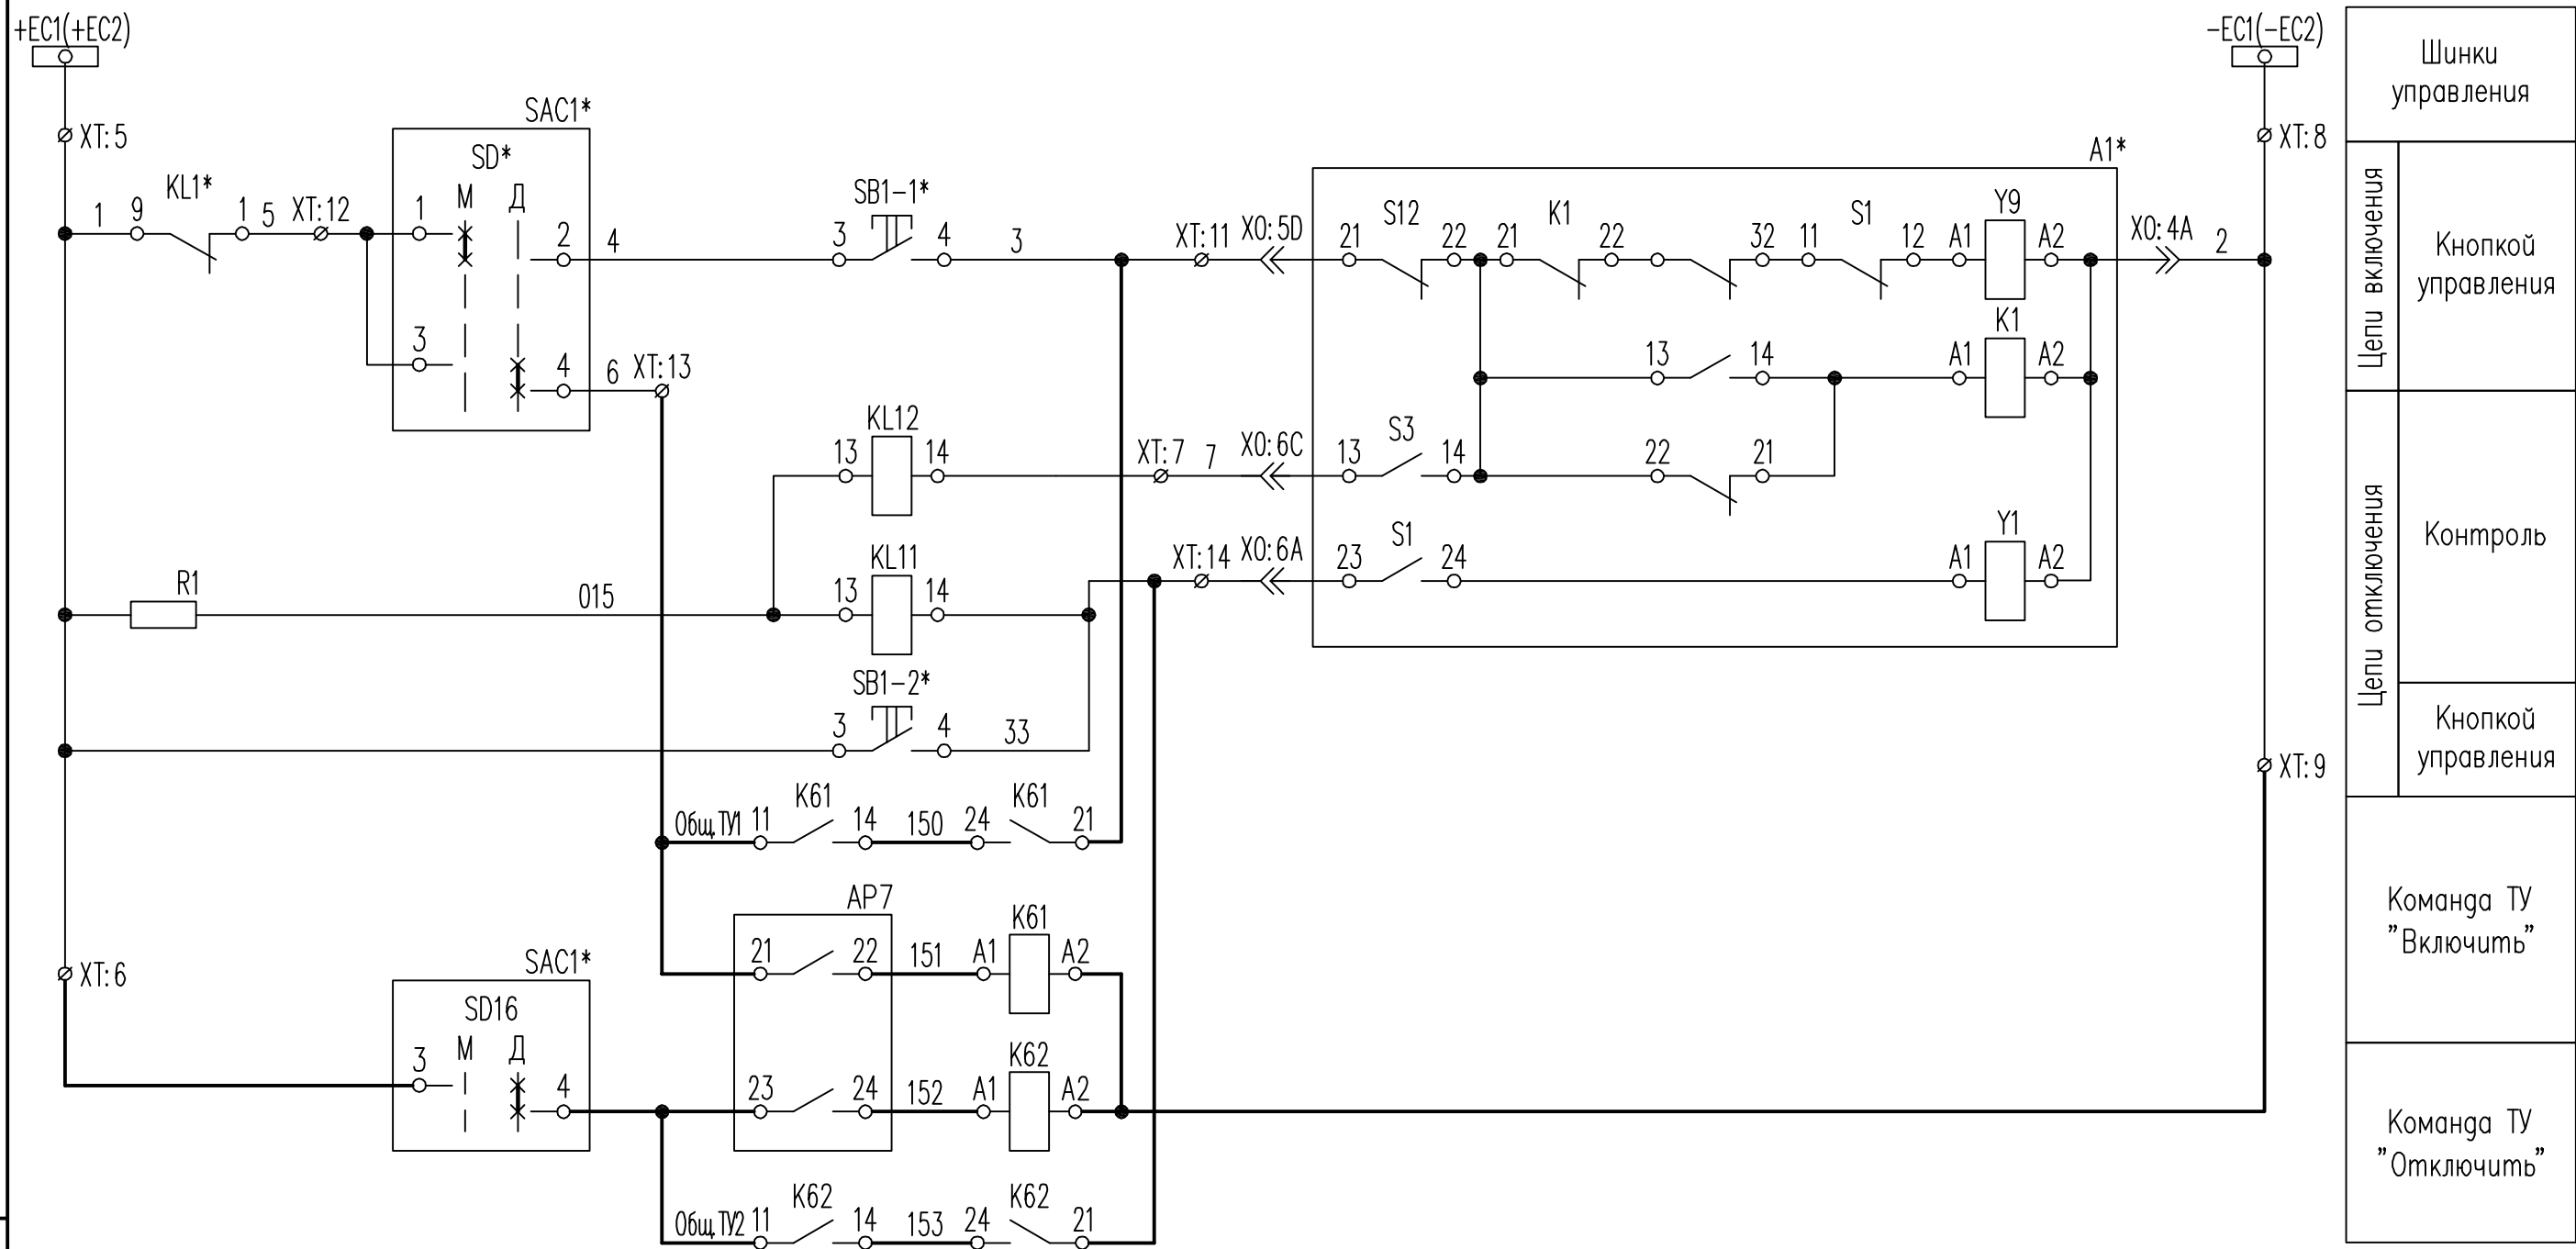 +EC1(+EC2)
-EC1(-EC2)
XT:5
XT:8
SAC1*
SD*
М Д
A1*
KL1*
1 9 1 5 XT:12 1
2 4
SB1-1*
3 4 3
XT:11 X0:5D
21 S12 22 21 K1 22 32 11 S1 12 A1 Y9 A2
X0:4A 2
3
4 6 XT:13
13 14 A1 K1 A2
KL12
13 14
XT:7 7 X0:6C
13 S3 14 22 21
R1
015
KL11
13 14
XT:14 X0:6A
23 S1 24 A1 Y1 A2
SB1-2*
3 4 33
XT:9
Общ.ТУ1 11 K61 14 150 24 K61 21
AP7
XT:6
21 22 151 A1 K61 A2
SAC1*
SD16
М Д
3 4
23 24 152 A1 K62 A2
Общ.ТУ2 11 K62 14 153 24 K62 21
Шинки
управления
Цепи включения
Кнопкой
управления
Цепи отключения
Контроль
Кнопкой
управления
Команда ТУ
"Включить"
Команда ТУ
"Отключить"